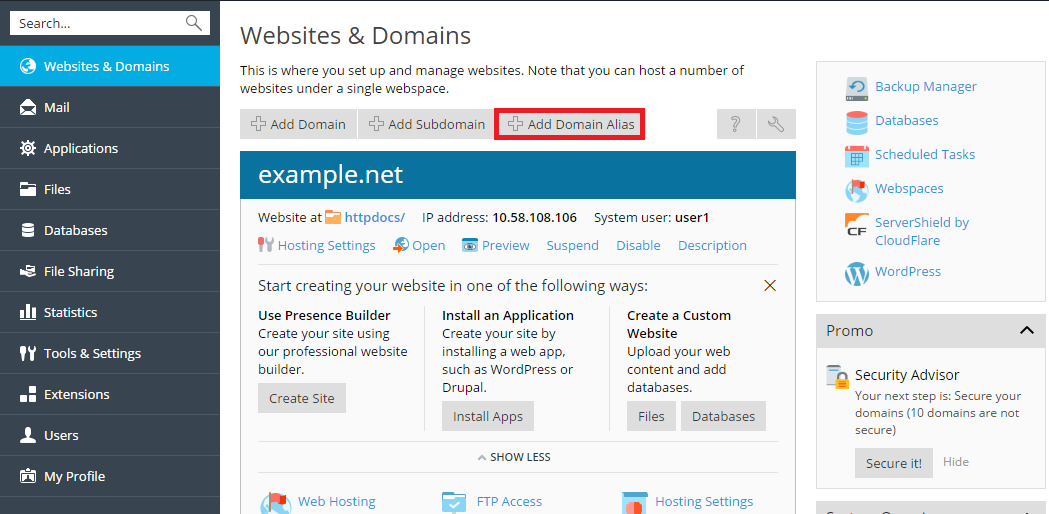 Search...
Websites & Domains
Mail
Applications
Files
Databases
File Sharing
Statistics
Tools & Settings
Extensions
Users
My Profile
Websites & Domains
This is where you set up and manage websites. Note that you can host a number of
websites under a single webspace.
Add Domain
Add Subdomain
Add Domain Alias
?
example.net
Website at httpdocs/ IP address: 10.58.108.106 System user: user1
Hosting Settings Open Preview Suspend Disable Description
Start creating your website in one of the following ways:
Use Presence Builder
Create your site using
our professional website
builder.
Create Site
Install an Application
Create your site by
installing a web app,
such as WordPress or
Drupal.
Install Apps
Create a Custom
Website
Upload your web
content and add
databases.
Files
Databases
SHOW LESS
Web Hosting
FTP Access
Hosting Settings
Backup Manager
Databases
Scheduled Tasks
Webspaces
CF
ServerShield by
CloudFlare
WordPress
Promo
Security Advisor
Your next step is: Secure your
domains (10 domains are not
secure)
Secure it!
Hide